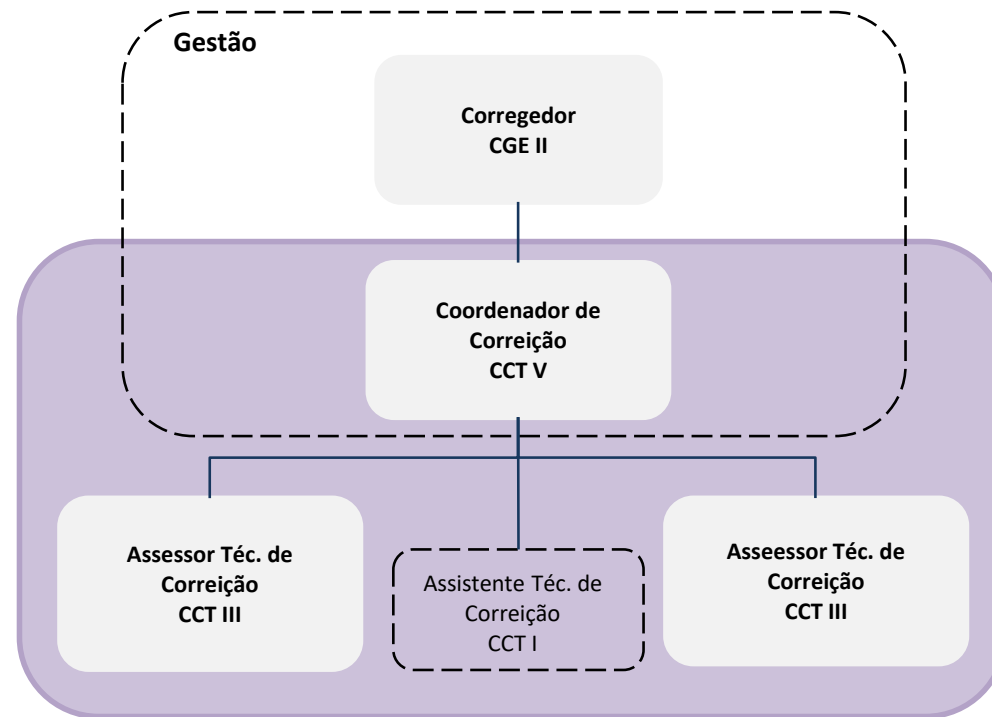 Gestão
Corregedor
CGE II
Coordenador de
Correição
CCT V
Assessor Téc. de
Correição
CCT III
Assistente Téc. de
Correição
CCT I
Asseessor Téc. de
Correição
CCT III